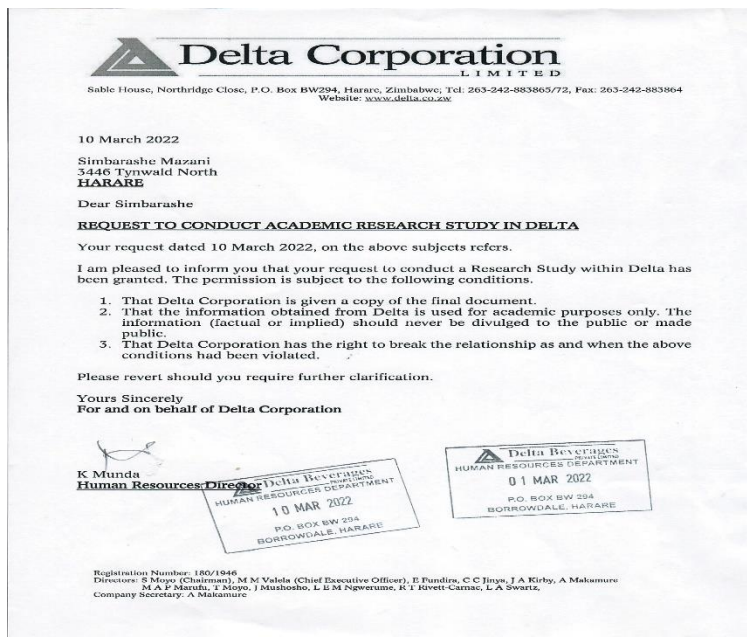 Delta Corporation
LIMITED
Sable House, Northridge Close, P.O. Box BW294, Harare, Zimbabwe; Tel: 263-242-883865/72, Fax: 263-242-883864
Website: www.delta.co.zw
10 March 2022
Simbarashe Mazani
3446 Tynwald North
HARARE
Dear Simbarashe
REQUEST TO CONDUCT ACADEMIC RESEARCH STUDY IN DELTA
Your request dated 10 March 2022, on the above subjects refers.
I am pleased to inform you that your request to conduct a Research Study within Delta has
been granted. The permission is subject to the following conditions.
1. That Delta Corporation is given a copy of the final document.
2. That the information obtained from Delta is used for academic purposes only. The
information (factual or implied) should never be divulged to the public or made
public.
3. That Delta Corporation has the right to break the relationship as and when the above
conditions had been violated.
Please revert should you require further clarification.
Yours Sincerely
For and on behalf of Delta Corporation
K Munda
Human Resources Director
Delta Beverages
PRIVATE LIMITED
HUMAN RESOURCES DEPARTMENT
10 MAR 2022
P.O. BOX BW 294
BORROWDALE, HARARE
Delta Beverages
PRIVATE LIMITED
HUMAN RESOURCES DEPARTMENT
01 MAR 2022
P.O. BOX BW 294
BORROWDALE, HARARE
Registration Number: 180/1946
Directors: S Moyo (Chairman), M M Valela (Chief Executive Officer), E Fundira, C C Jinya, J A Kirby, A Makamure
M A P Marufu, T Moyo, J Mushosho, L E M Ngwerume, R T Rivett-Carnac, L A Swartz,
Company Secretary: A Makamure